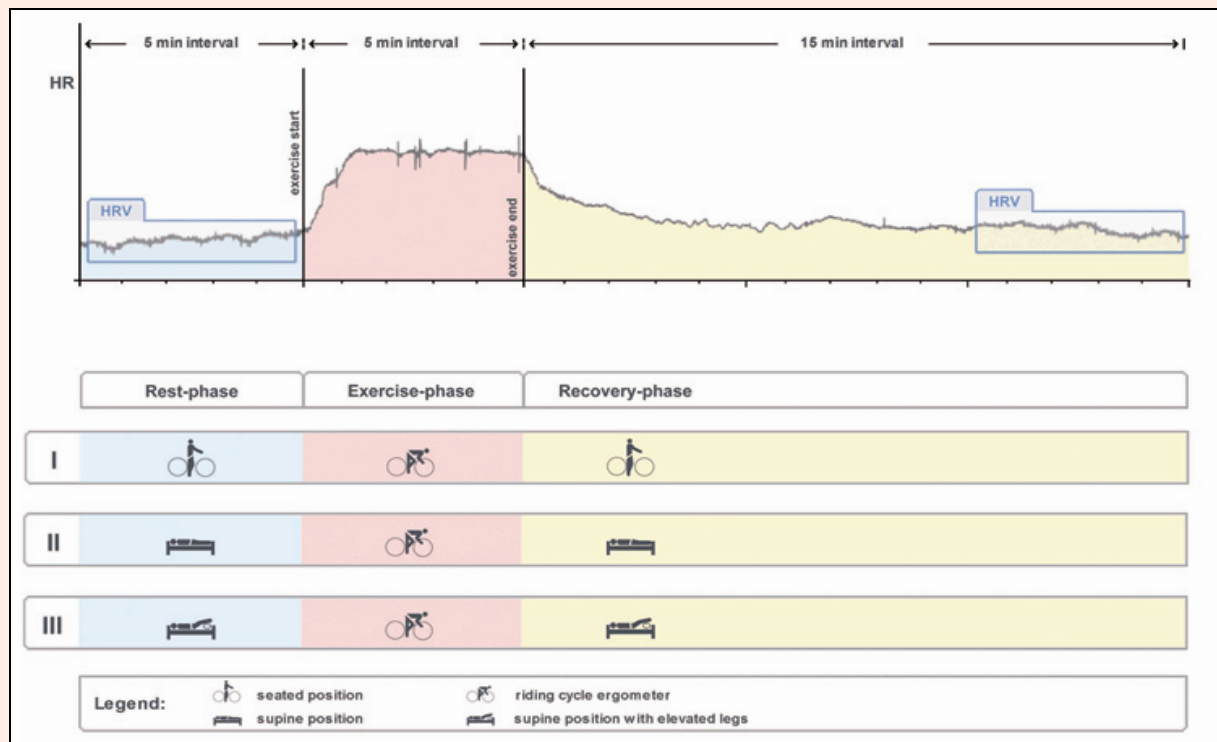 5 min interval 5 min interval 15 min interval
HR
exercise start
exercise end
HRV
HRV
Rest-phase Exercise-phase Recovery-phase
I
II
III
Legend: seated position riding cycle ergometer
supine position supine position with elevated legs